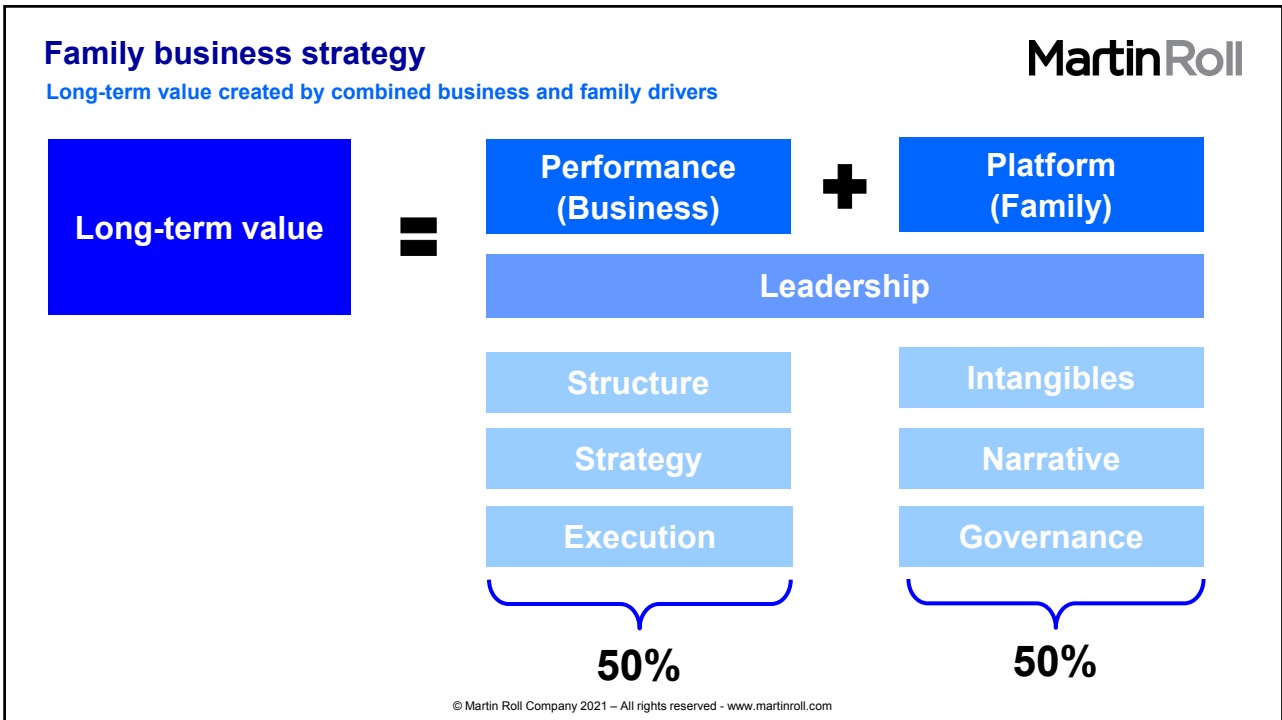 Family business strategy
MartinRoll
Long-term value created by combined business and family drivers
Long-term value
=
Performance
(Business)
+
Platform
(Family)
Leadership
Structure
Intangibles
Strategy
Narrative
Execution
Governance
50%
50%
© Martin Roll Company 2021 – All rights reserved - www.martinroll.com